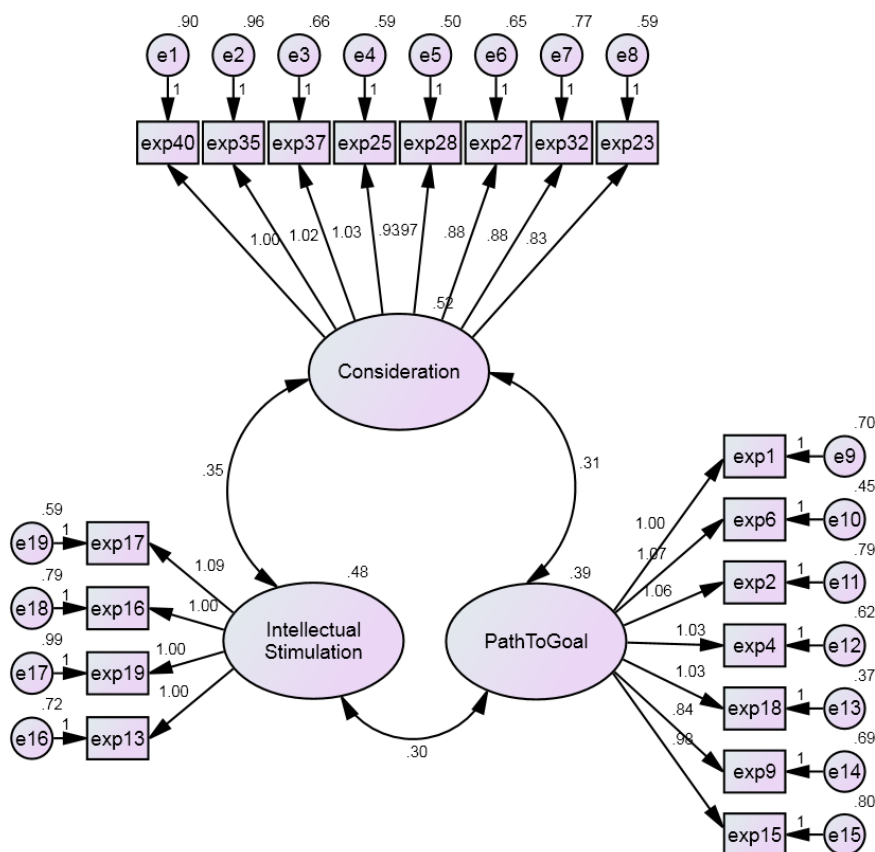 .90 .96 .66 .59 .50 .65 .77 .59
e1 e2 e3 e4 e5 e6 e7 e8
1 1 1 1 1 1 1 1
exp40 exp35 exp37 exp25 exp28 exp27 exp32 exp23
1.00 1.02 1.03 .93 .97 .88 .88 .83
.52
Consideration
.35 .31
.70
exp1 1 e9
.45
exp6 1 e10
.79
exp2 1 e11
.62
exp4 1 e12
.37
exp18 1 e13
.69
exp9 1 e14
.80
exp15 1 e15
1.00
1.07
1.06
1.03
1.03
.84
.98
.39
PathToGoal
.59
e19 1 exp17
.79
e18 1 exp16
.99
e17 1 exp19
.72
e16 1 exp13
1.09
1.00
1.00
1.00
.48
Intellectual
Stimulation
.30